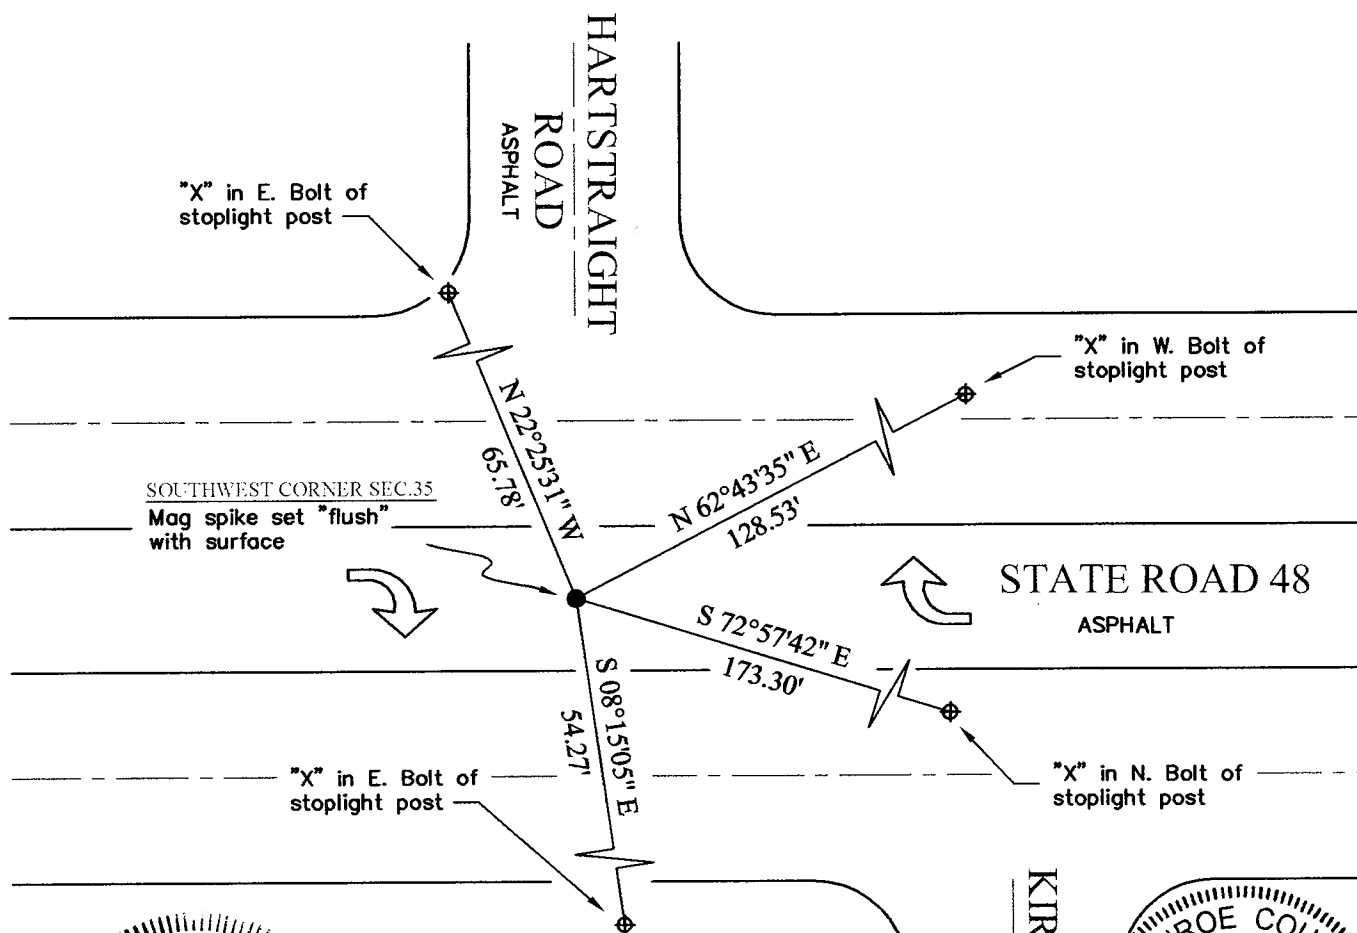 HARTSTRAIGHT
ROAD
ASPHALT
"X" in E. Bolt of
stoplight post
"X" in W. Bolt of
stoplight post
N 22°25'31" W
65.78'
N 62°43'35" E
128.53'
SOUTHWEST CORNER SEC.35
Mag spike set "flush"
with surface
STATE ROAD 48
ASPHALT
S 72°57'42" E
173.30'
S 08°15'05" E
54.27'
"X" in E. Bolt of
stoplight post
"X" in N. Bolt of
stoplight post
KIR
ROE COU